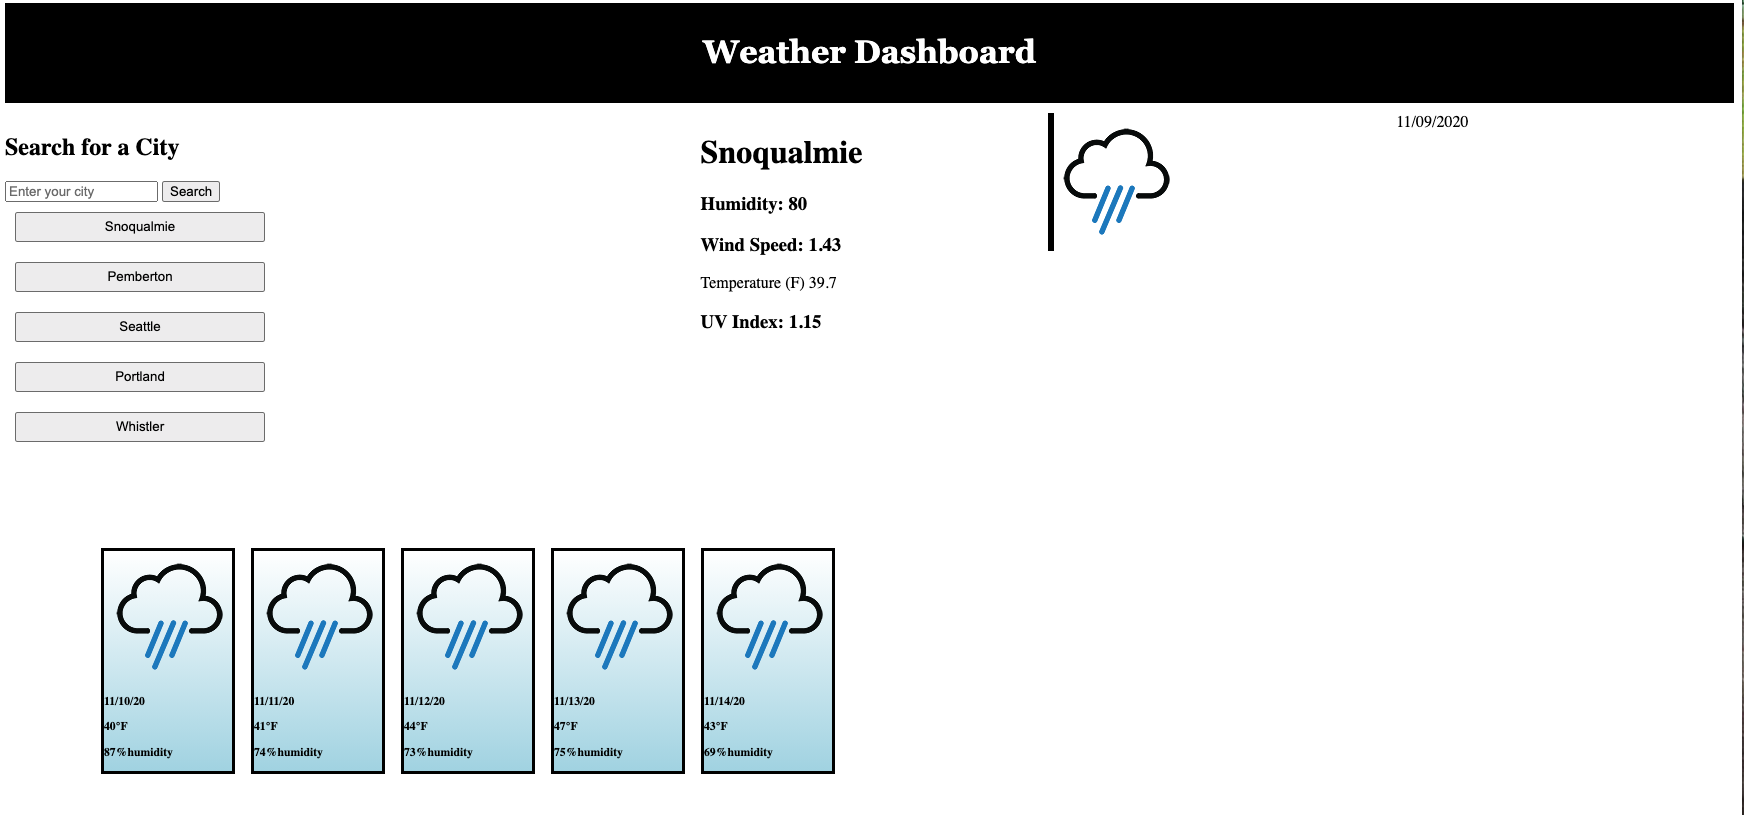 Weather Dashboard
Search for a City
Enter your city
Search
Snoqualmie
Pemberton
Seattle
Portland
Whistler
Snoqualmie
Humidity: 80
Wind Speed: 1.43
Temperature (F) 39.7
UV Index: 1.15
11/09/2020
11/10/20
40°F
87%humidity
11/11/20
41°F
74%humidity
11/12/20
44°F
73%humidity
11/13/20
47°F
75%humidity
11/14/20
43°F
69%humidity